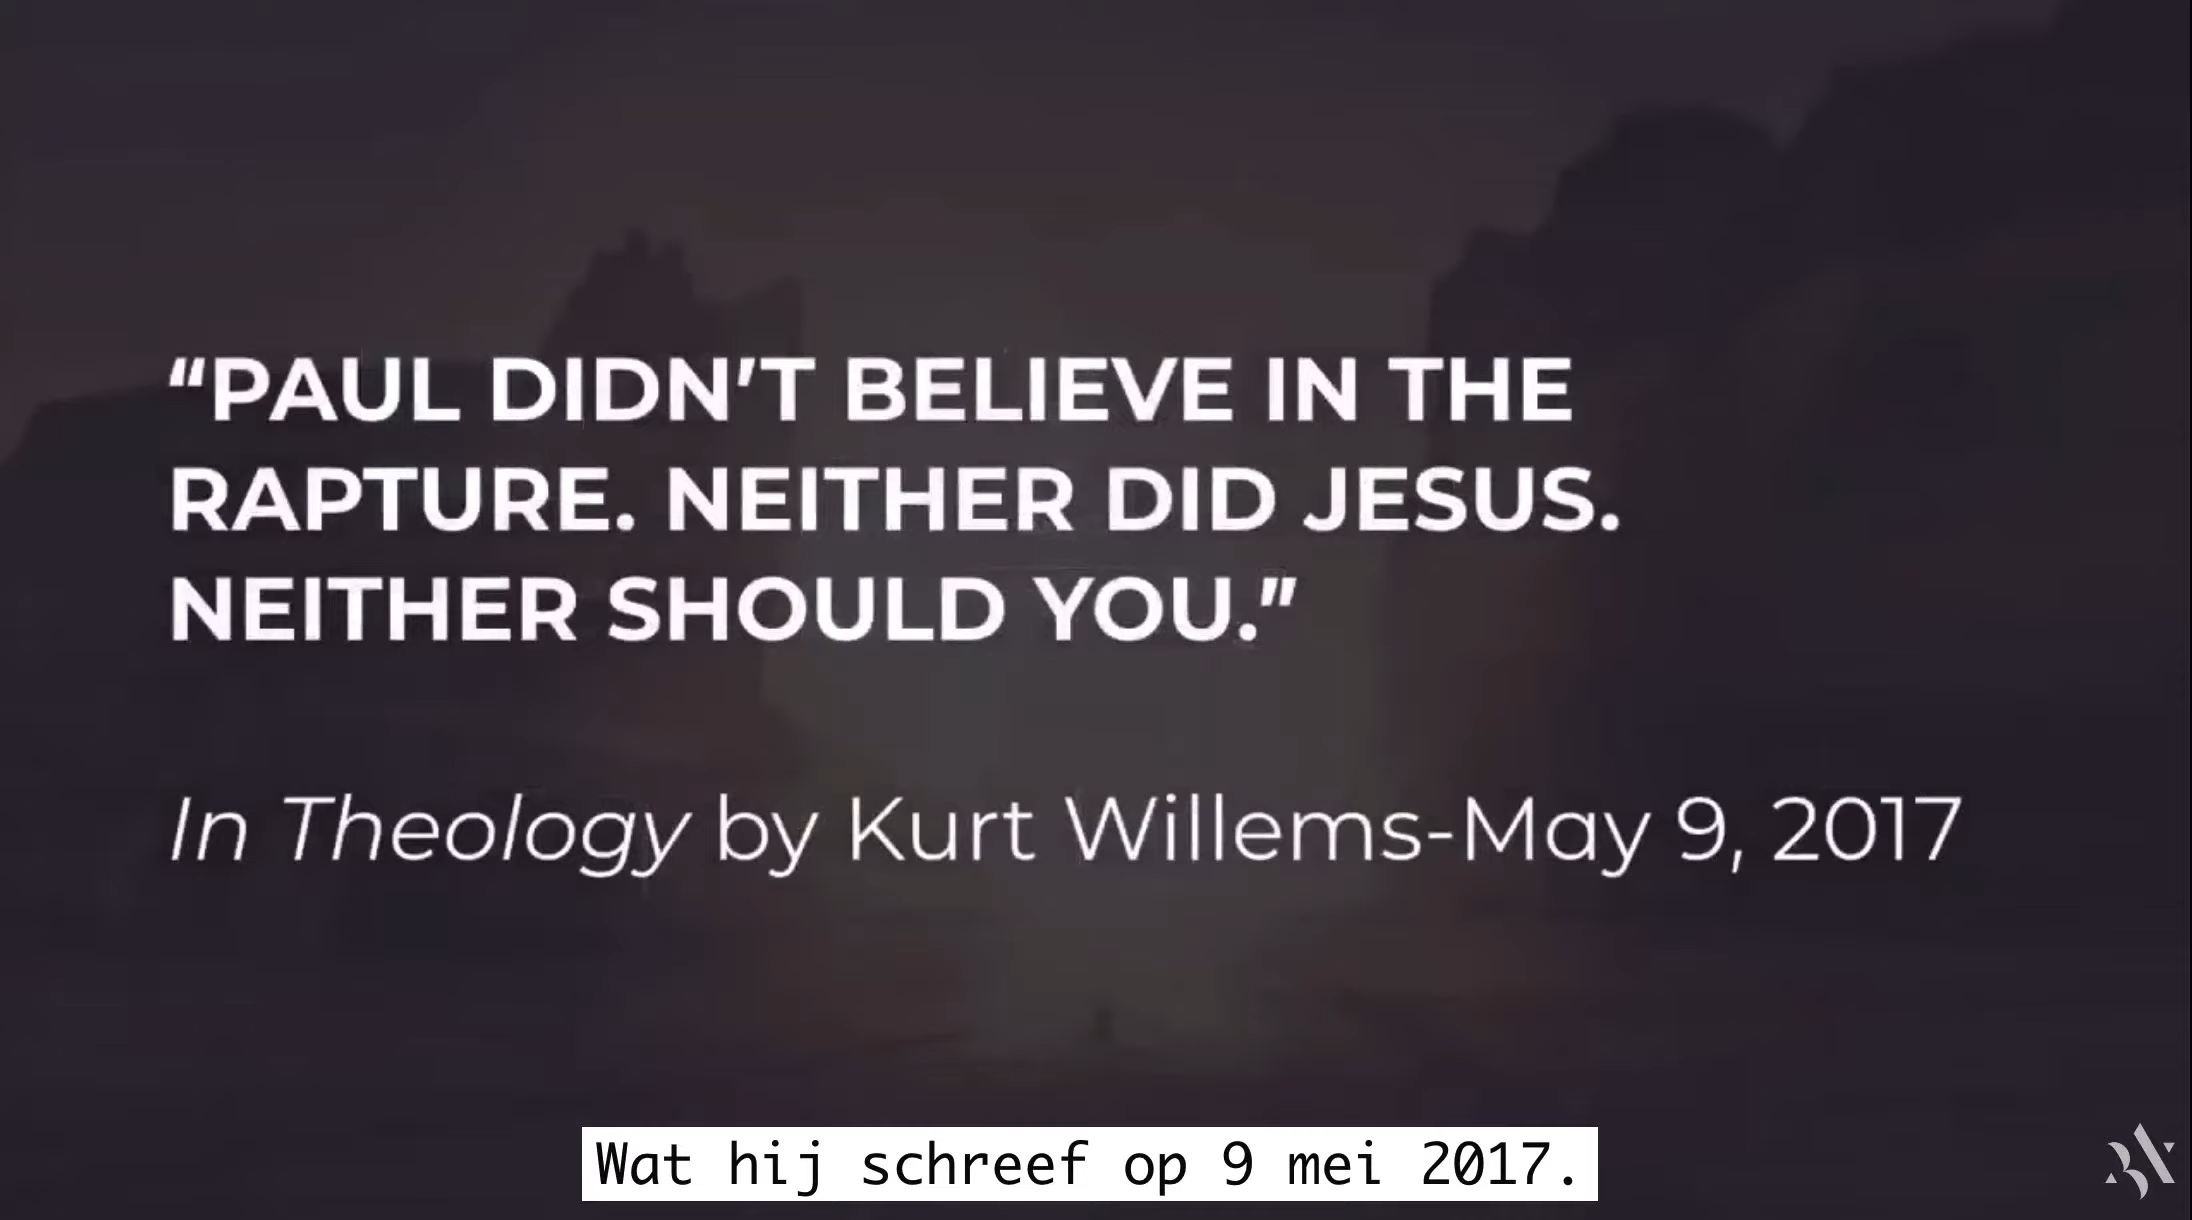 “PAUL DIDN’T BELIEVE IN THE
RAPTURE. NEITHER DID JESUS.
NEITHER SHOULD YOU.”
In Theology by Kurt Willems-May 9, 2017
Wat hij schreef op 9 mei 2017.